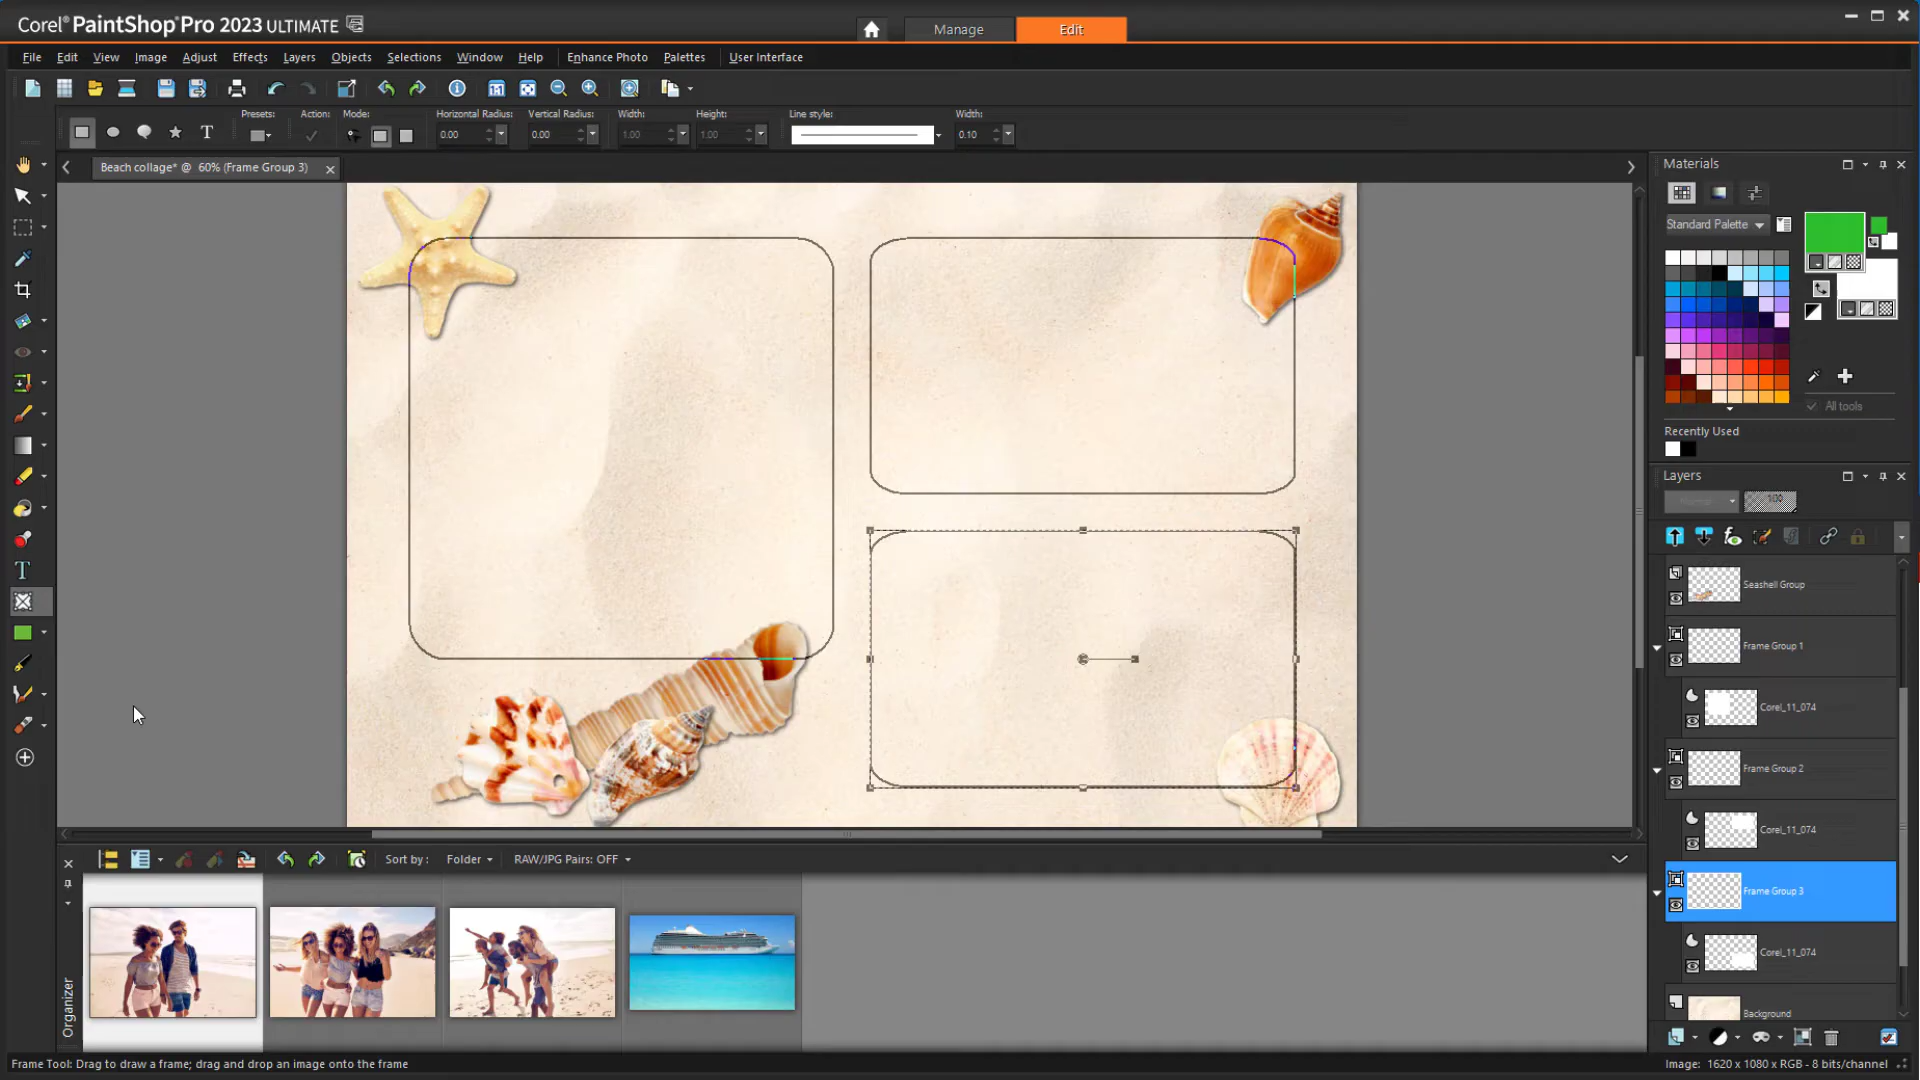 Corel® PaintShop® Pro 2023 ULTIMATE
Manage
Edit
File
Edit
View
Image
Adjust
Effects
Layers
Objects
Selections
Window
Help
Enhance Photo
Palettes
User Interface
Presets:
Action:
Mode:
Horizontal Radius:
Vertical Radius:
Width:
Height:
Line style:
Width:
0.00
0.00
1.00
1.00
0.10
Beach collage* @ 60% (Frame Group 3)
Materials
Standard Palette
All tools
Recently Used
Layers
Normal
100
Seashell Group
Frame Group 1
Corel_11_074
Frame Group 2
Corel_11_074
Frame Group 3
Corel_11_074
Background
Sort by :
Folder
RAW/JPG Pairs: OFF
Organizer
Frame Tool: Drag to draw a frame; drag and drop an image onto the frame
Image: 1620 x 1080 x RGB - 8 bits/channel